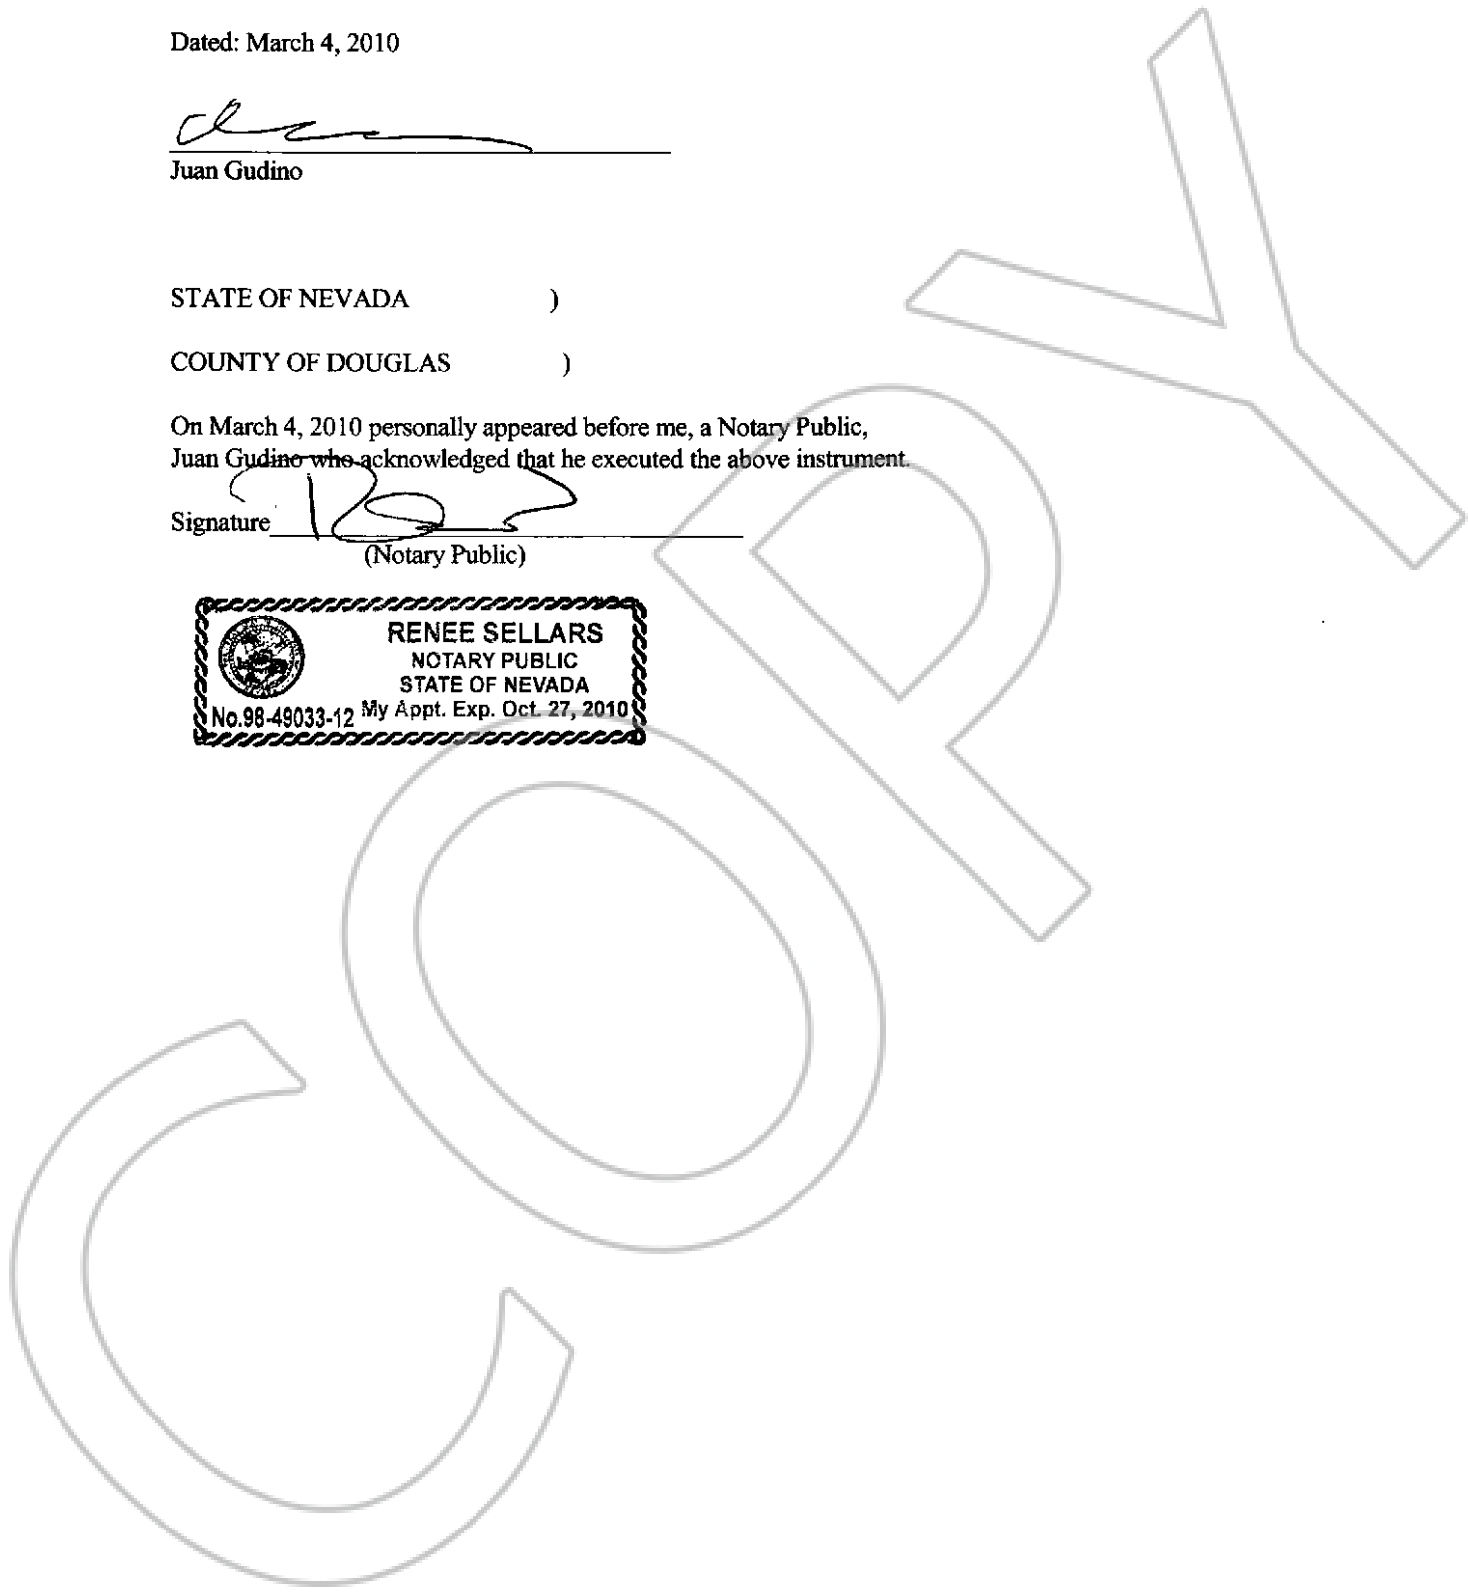 Dated: March 4, 2010
Juan Gudino
STATE OF NEVADA )
COUNTY OF DOUGLAS )
On March 4, 2010 personally appeared before me, a Notary Public,
Juan Gudino who acknowledged that he executed the above instrument.
Signature
(Notary Public)
RENEE SELLARS
NOTARY PUBLIC
STATE OF NEVADA
No.98-49033-12 My Appt. Exp. Oct. 27, 2010
COPY